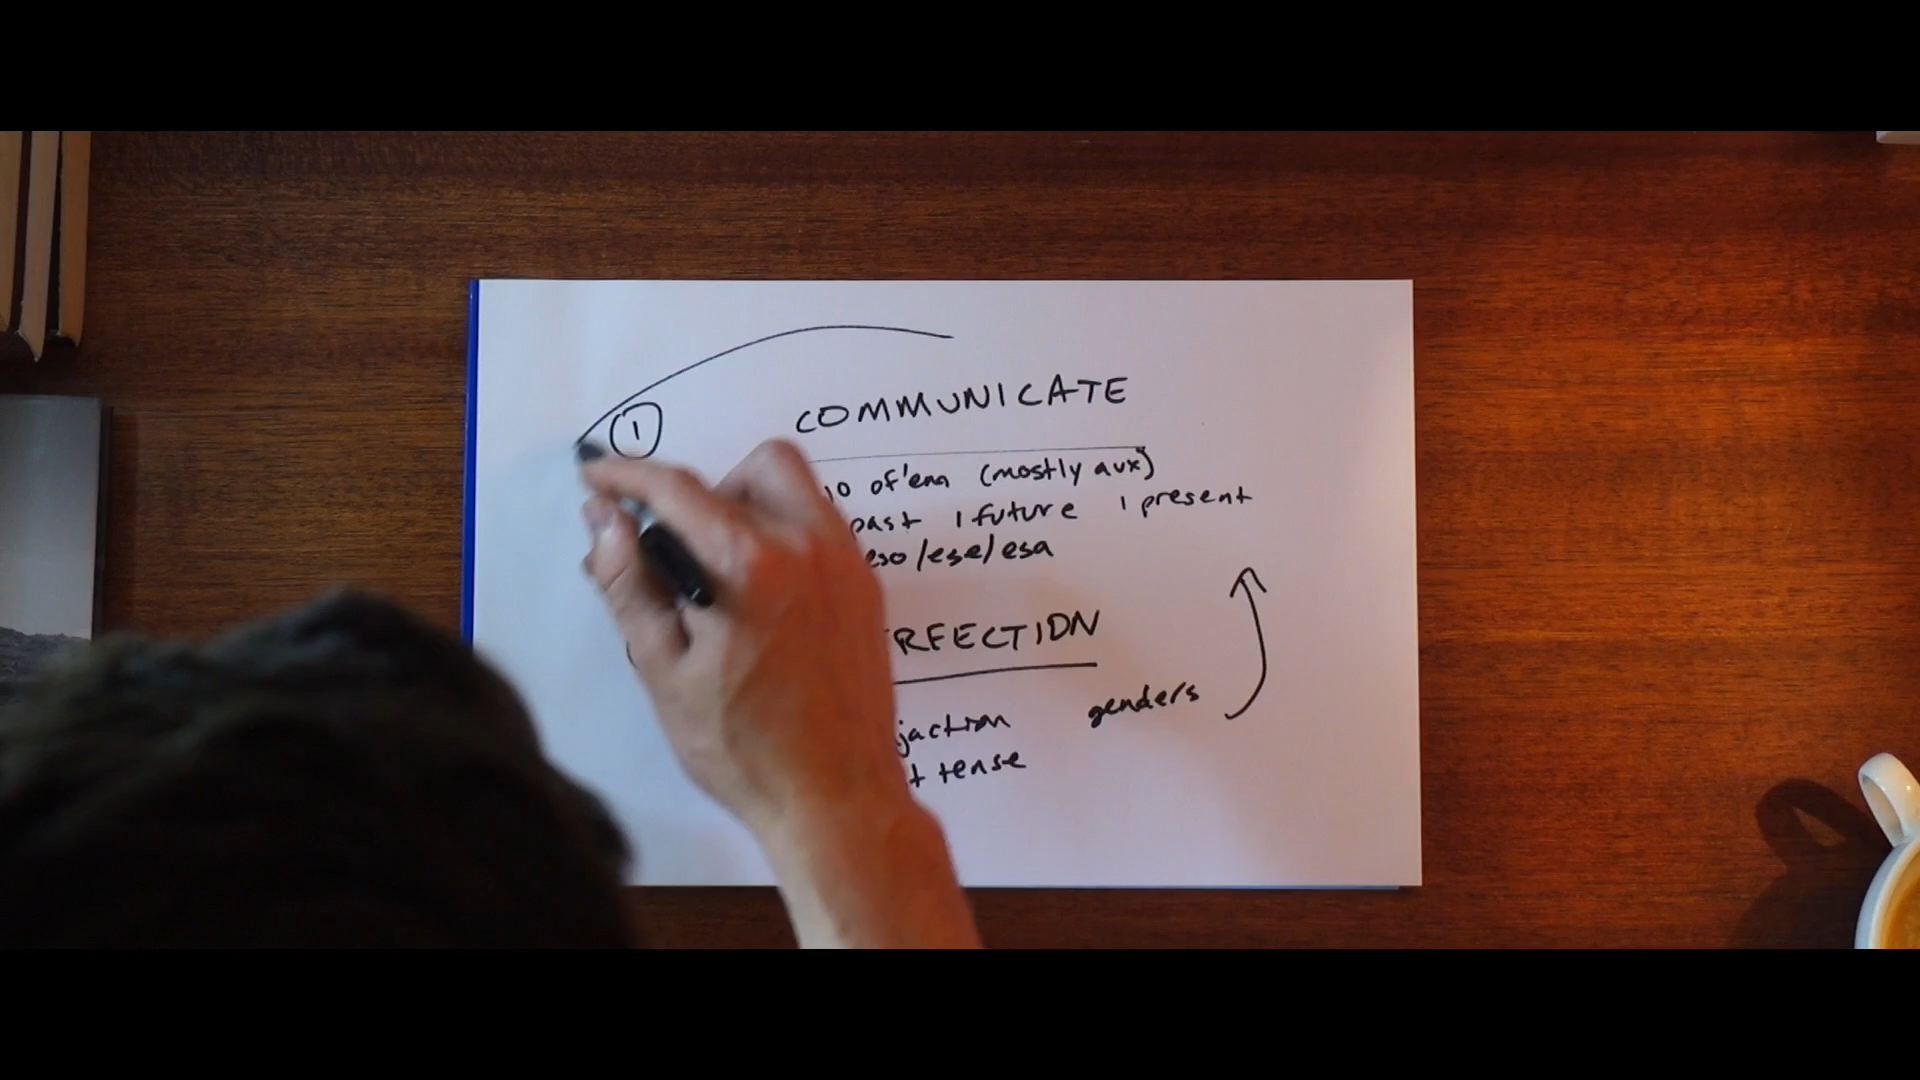 1
COMMUNICATE
10 of'em (mostly aux)
past 1 future 1 present
eso/ese/esa
RFECTION
jaction genders
t tense